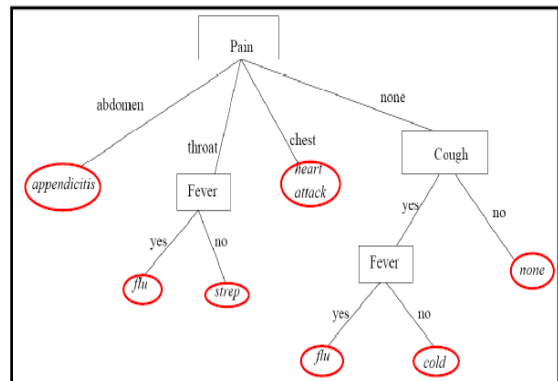 Pain
abdomen
throat
chest
none
appendicitis
Fever
heart
attack
Cough
yes
no
yes
no
flu
strep
Fever
none
yes
no
flu
cold